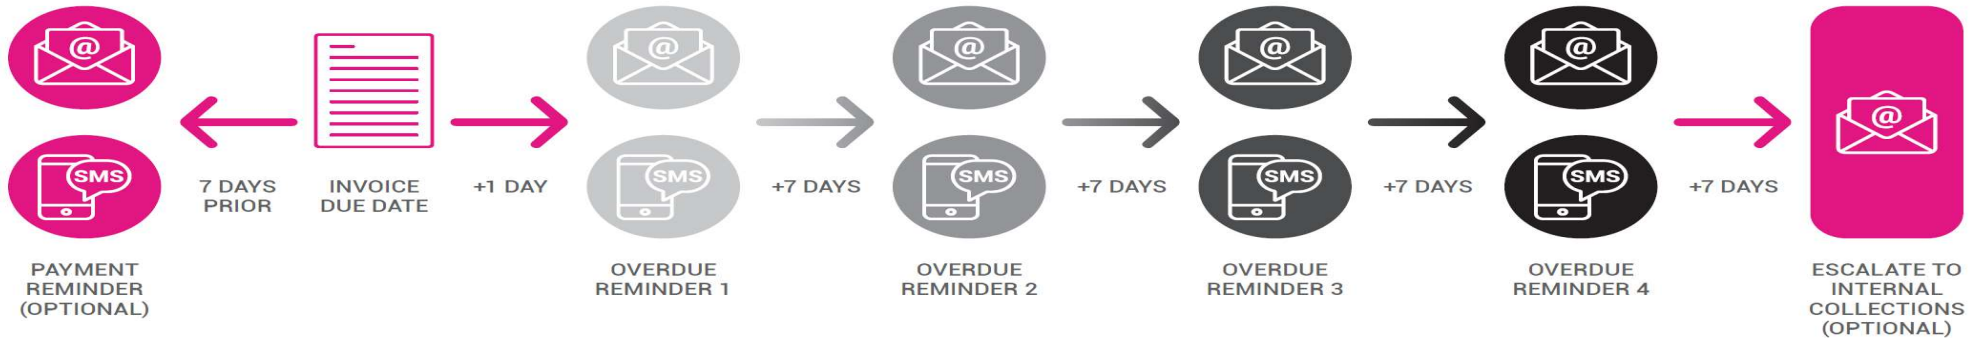 @
SMS
PAYMENT
REMINDER
(OPTIONAL)
7 DAYS
PRIOR
INVOICE
DUE DATE
+1 DAY
@
SMS
OVERDUE
REMINDER 1
+7 DAYS
@
SMS
OVERDUE
REMINDER 2
+7 DAYS
@
SMS
OVERDUE
REMINDER 3
+7 DAYS
@
SMS
OVERDUE
REMINDER 4
+7 DAYS
@
ESCALATE TO
INTERNAL
COLLECTIONS
(OPTIONAL)